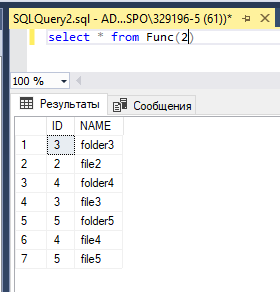 SQLQuery2.sql - AD...SPO\329196-5 (61))*
select * from Func(2)
100 %
Результаты Сообщения
ID NAME
1 3 folder3
2 2 file2
3 4 folder4
4 3 file3
5 5 folder5
6 4 file4
7 5 file5